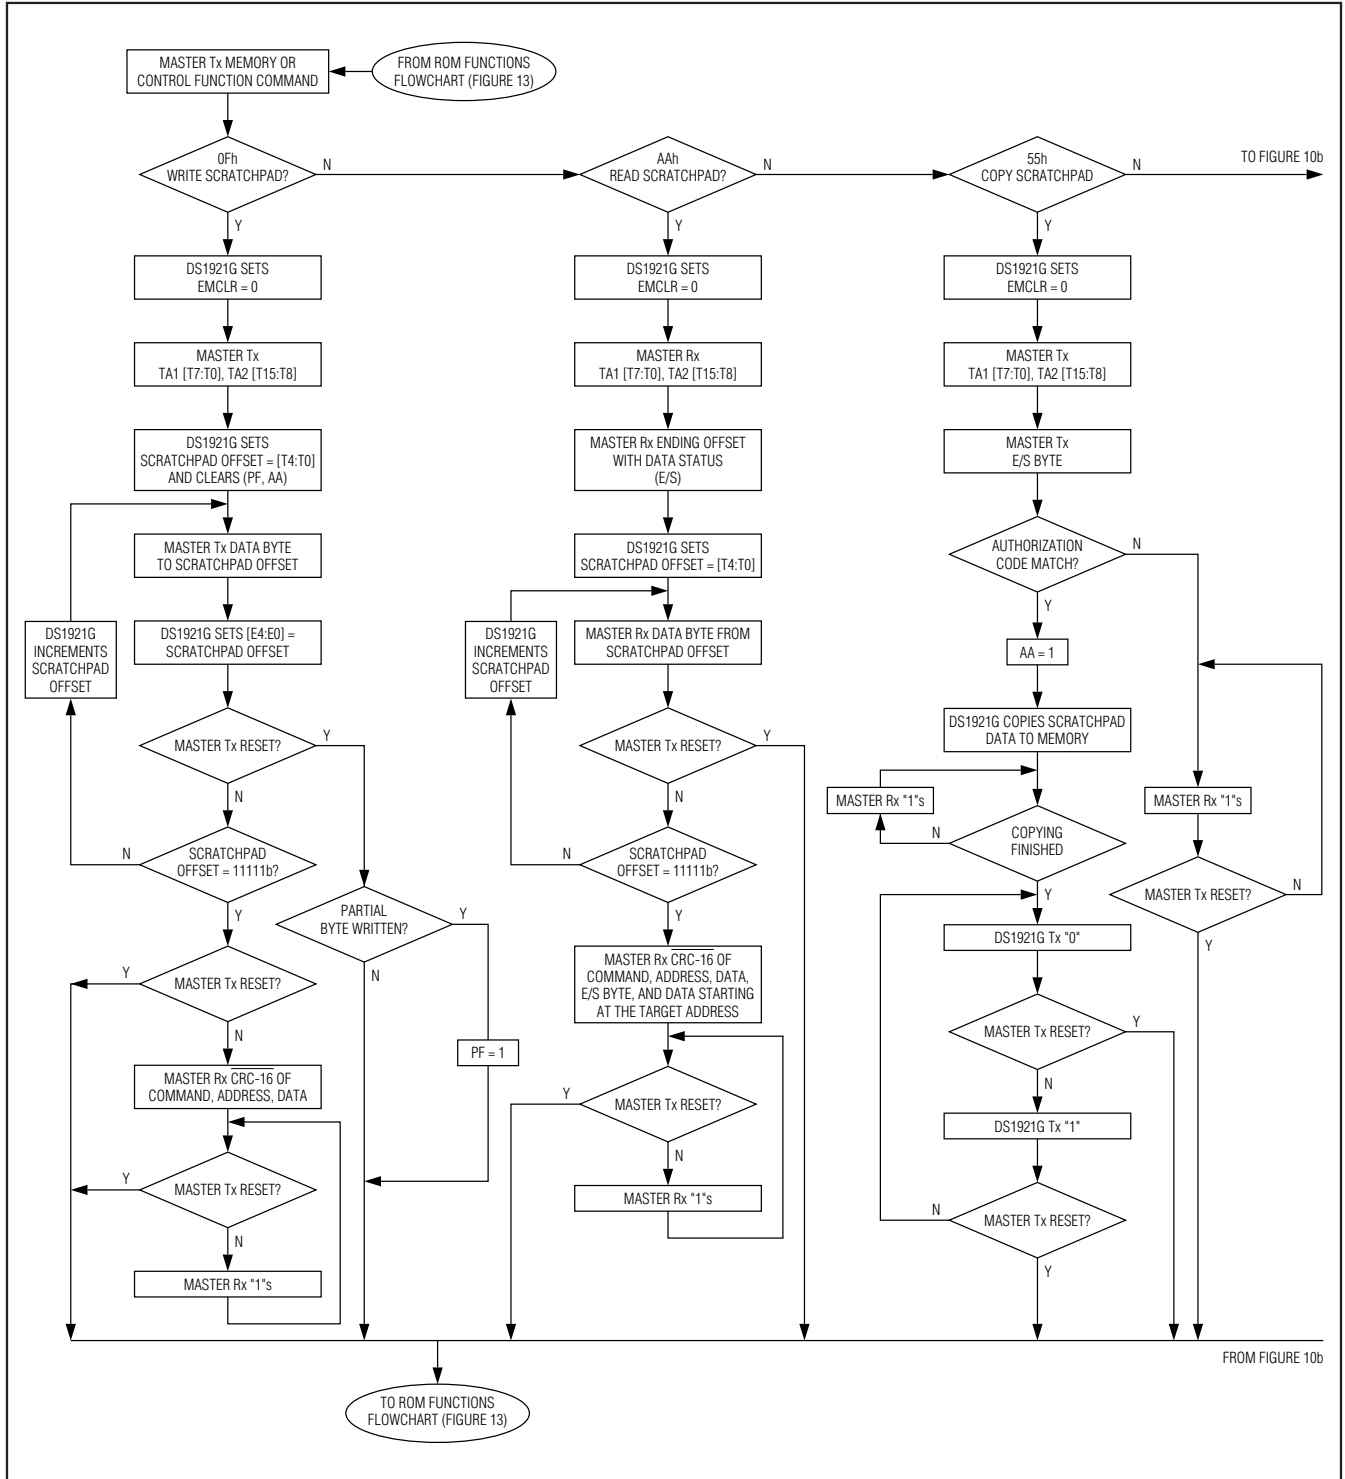 MASTER Tx MEMORY OR
CONTROL FUNCTION COMMAND
FROM ROM FUNCTIONS
FLOWCHART (FIGURE 13)
0Fh
WRITE SCRATCHPAD?
N
Y
AAh
READ SCRATCHPAD?
N
Y
55h
COPY SCRATCHPAD
N
Y
TO FIGURE 10b
DS1921G SETS
EMCLR = 0
MASTER Tx
TA1 [T7:T0], TA2 [T15:T8]
DS1921G SETS
SCRATCHPAD OFFSET = [T4:T0]
AND CLEARS (PF, AA)
MASTER Tx DATA BYTE
TO SCRATCHPAD OFFSET
DS1921G
INCREMENTS
SCRATCHPAD
OFFSET
DS1921G SETS [E4:E0] =
SCRATCHPAD OFFSET
MASTER Tx RESET?
Y
N
SCRATCHPAD
OFFSET = 11111b?
N
Y
PARTIAL
BYTE WRITTEN?
Y
N
PF = 1
MASTER Tx RESET?
Y
N
MASTER Rx CRC-16 OF
COMMAND, ADDRESS, DATA
MASTER Tx RESET?
Y
N
MASTER Rx "1"s
DS1921G SETS
EMCLR = 0
MASTER Rx
TA1 [T7:T0], TA2 [T15:T8]
MASTER Rx ENDING OFFSET
WITH DATA STATUS
(E/S)
DS1921G SETS
SCRATCHPAD OFFSET = [T4:T0]
DS1921G
INCREMENTS
SCRATCHPAD
OFFSET
MASTER Rx DATA BYTE FROM
SCRATCHPAD OFFSET
MASTER Tx RESET?
Y
N
SCRATCHPAD
OFFSET = 11111b?
N
Y
MASTER Rx CRC-16 OF
COMMAND, ADDRESS, DATA,
E/S BYTE, AND DATA STARTING
AT THE TARGET ADDRESS
MASTER Tx RESET?
Y
N
MASTER Rx "1"s
DS1921G SETS
EMCLR = 0
MASTER Tx
TA1 [T7:T0], TA2 [T15:T8]
MASTER Tx
E/S BYTE
AUTHORIZATION
CODE MATCH?
N
Y
AA = 1
DS1921G COPIES SCRATCHPAD
DATA TO MEMORY
MASTER Rx "1"s
COPYING
FINISHED
N
Y
MASTER Rx "1"s
MASTER Tx RESET?
N
Y
DS1921G Tx "0"
MASTER Tx RESET?
Y
N
DS1921G Tx "1"
MASTER Tx RESET?
N
Y
FROM FIGURE 10b
TO ROM FUNCTIONS
FLOWCHART (FIGURE 13)